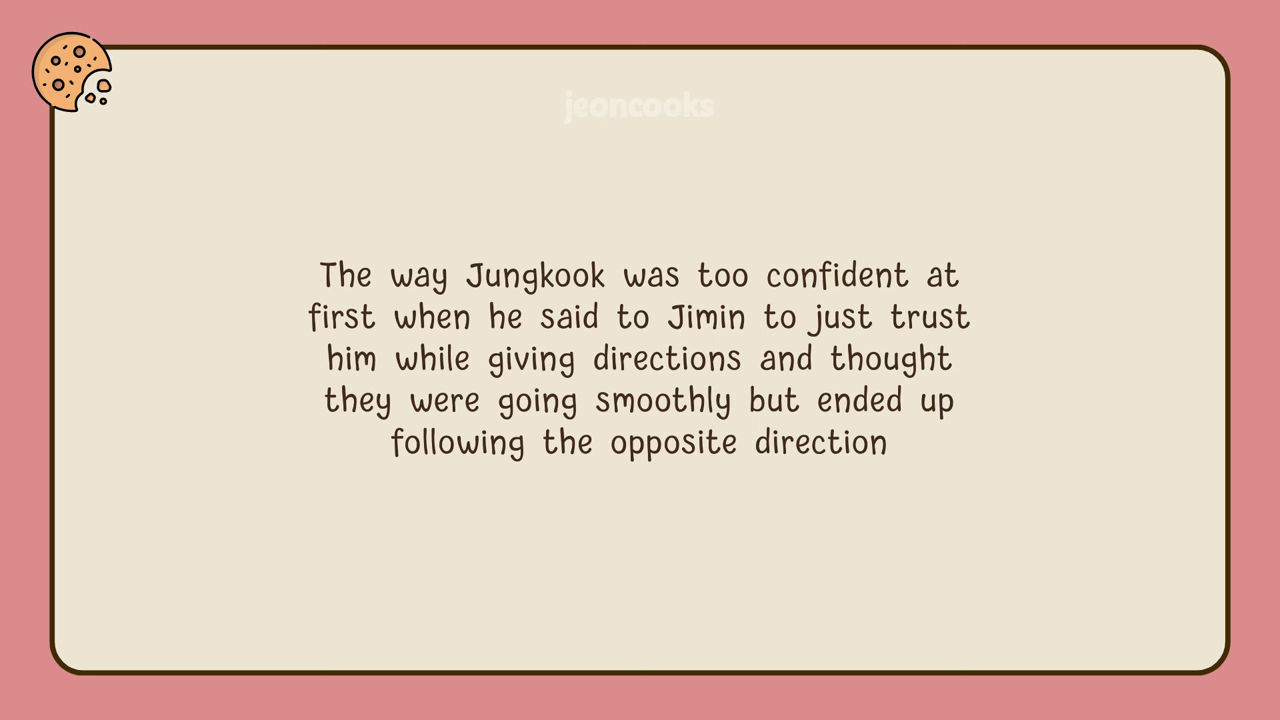 jeoncooks
The way Jungkook was too confident at
first when he said to Jimin to just trust
him while giving directions and thought
they were going smoothly but ended up
following the opposite direction